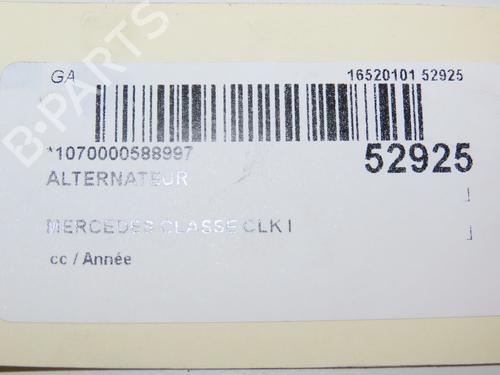 GA 16520101 52925
*1070000588997 52925
ALTERNATEUR
MERCEDES CLASSE CLK I
cc / Année
B-PARTS